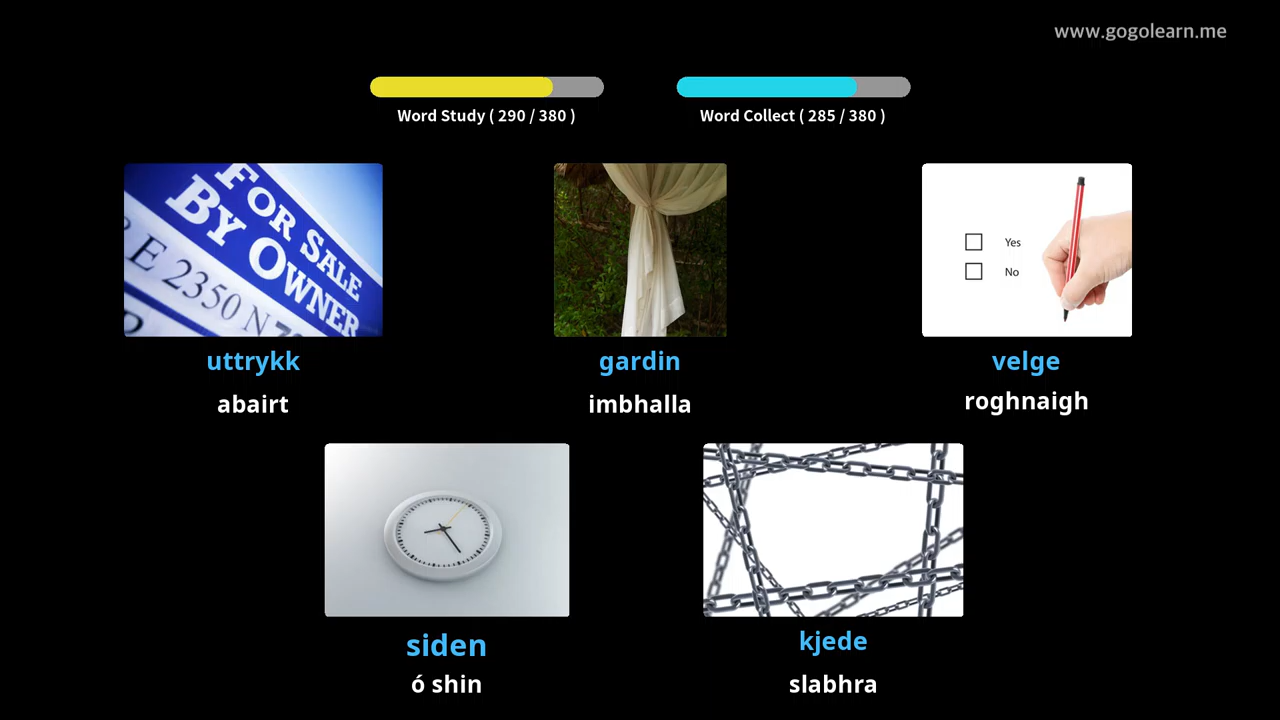 www.gogolearn.me
Word Study ( 290 / 380 )
Word Collect ( 285 / 380 )
FOR SALE
BY OWNER
E 2350 N
Yes
No
uttrykk
gardin
velge
abairt
imbhalla
roghnaigh
siden
kjede
ó shin
slabhra